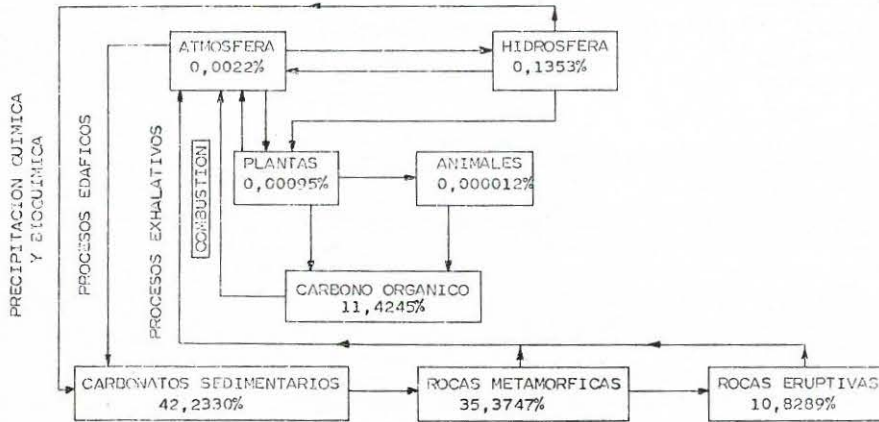 ATMOSFERA
0,0022%
HIDROSFERA
0,1353%
PRECIPITACION QUIMICA
Y BIOQUIMICA
PROCESOS EDAFICOS
PROCESOS EXHALATIVOS
COMBUSTION
PLANTAS
0,00095%
ANIMALES
0,000012%
CARBONO ORGANICO
11,4245%
CARBONATOS SEDIMENTARIOS
42,2330%
ROCAS METAMORFICAS
35,3747%
ROCAS ERUPTIVAS
10,8289%